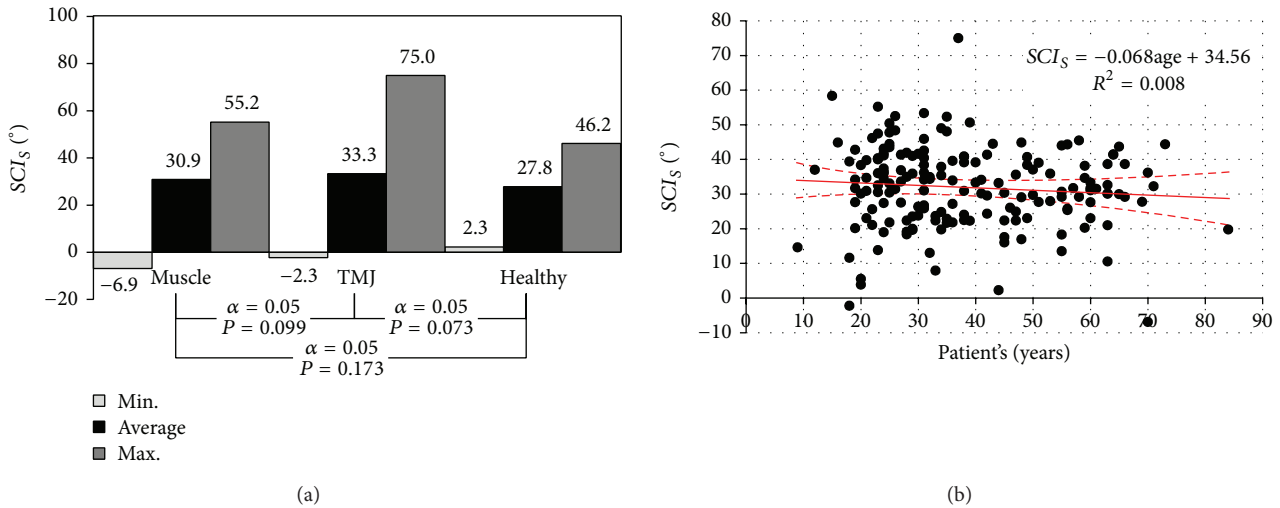 100
80
60
40
20
0
−20
SCI_S (°)
−6.9
30.9
55.2
−2.3
33.3
75.0
2.3
27.8
46.2
Muscle TMJ Healthy
α = 0.05 α = 0.05
P = 0.099 P = 0.073
α = 0.05
P = 0.173
Min.
Average
Max.
(a)
80
70
60
50
40
30
20
10
0
−10
SCI_S (°)
SCI_S = −0.068age + 34.56
R² = 0.008
0 10 20 30 40 50 60 70 80 90
Patient's (years)
(b)